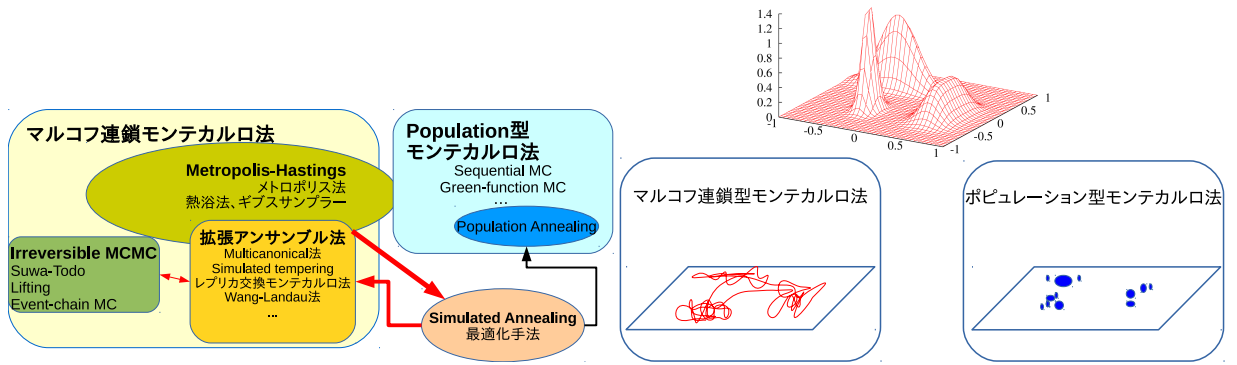 マルコフ連鎖モンテカルロ法
Metropolis-Hastings
メトロポリス法
熱浴法、ギブスサンプラー
拡張アンサンブル法
Multicanonical法
Simulated tempering
レプリカ交換モンテカルロ法
Wang-Landau法
...
Irreversible MCMC
Suwa-Todo
Lifting
Event-chain MC
Population型
モンテカルロ法
Sequential MC
Green-function MC
...
Population Annealing
Simulated Annealing
最適化手法
1.4
1.2
1
0.8
0.6
0.4
0.2
0
-1
-0.5
0
0.5
1
-1
-0.5
0
0.5
1
マルコフ連鎖型モンテカルロ法
ポピュレーション型モンテカルロ法